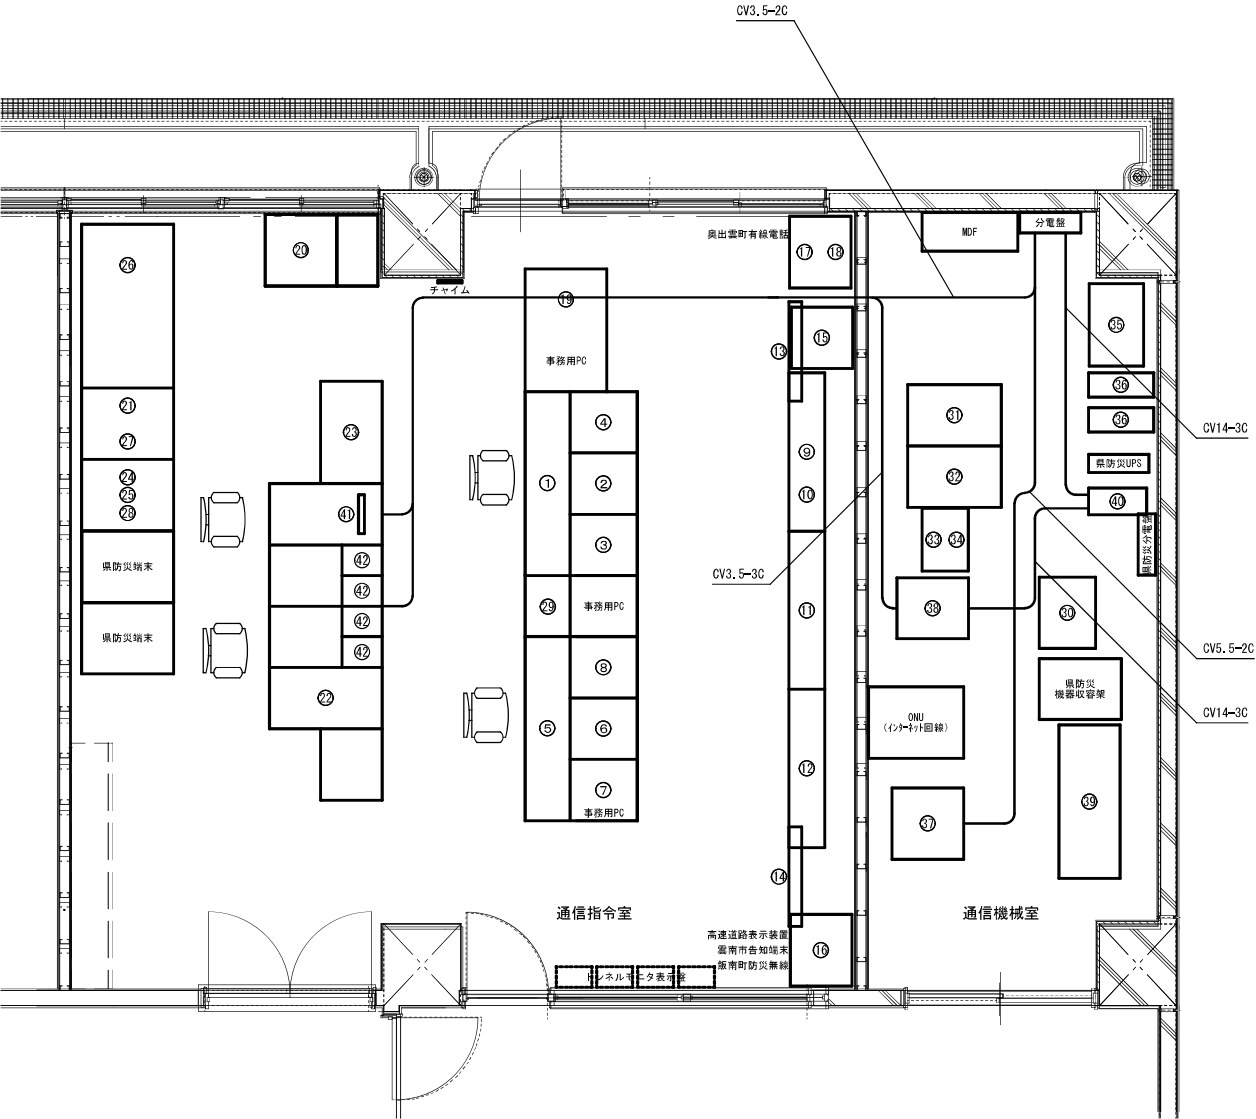 CV3.5-2C
MDF
分電盤
奥出雲町有線電話
⑰ ⑱
⑳
㉖
チャイム
⑲
事務用PC
⑬
⑮
㉟
㊱
㊱
CV14-3C
㉑
㉗
㉓
④
㉛
⑨
⑩
県防災UPS
㉔
㉕
㉘
①
②
㉜
㊵
㊶
県防災分電盤
③
㉝ ㉞
県防災端末
㊷
㊷
㊷
㊷
CV3.5-3C
㉙
事務用PC
⑪
㊳
㉚
県防災端末
CV5.5-2C
⑧
㉒
県防災
機器収容架
CV14-3C
ONU
(インターネット回線)
⑤
⑥
⑫
⑦
事務用PC
㊲
㊴
⑭
通信指令室
通信機械室
高速道路表示装置
雲南市告知端末
飯南町防災無線
⑯
トンネルモニタ表示盤